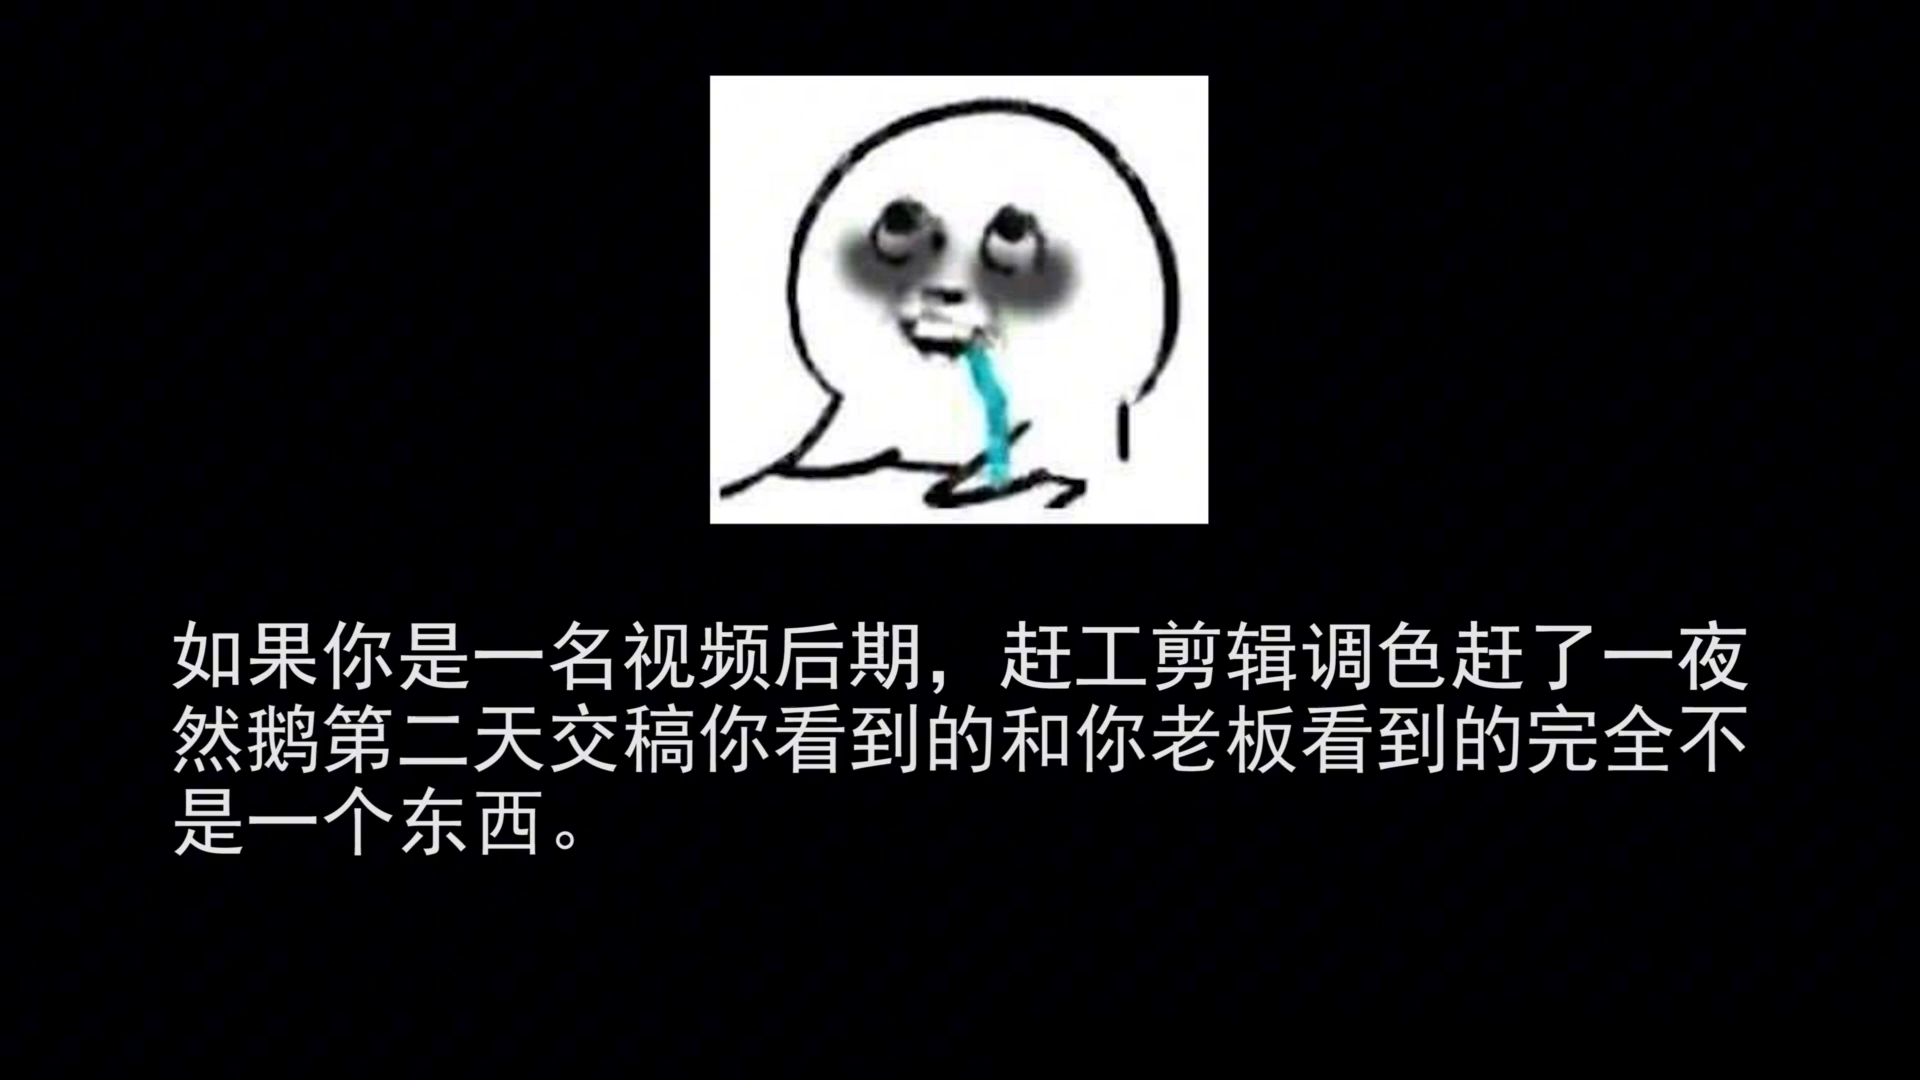 如果你是一名视频后期，赶工剪辑调色赶了一夜
然鹅第二天交稿你看到的和你老板看到的完全不
是一个东西。